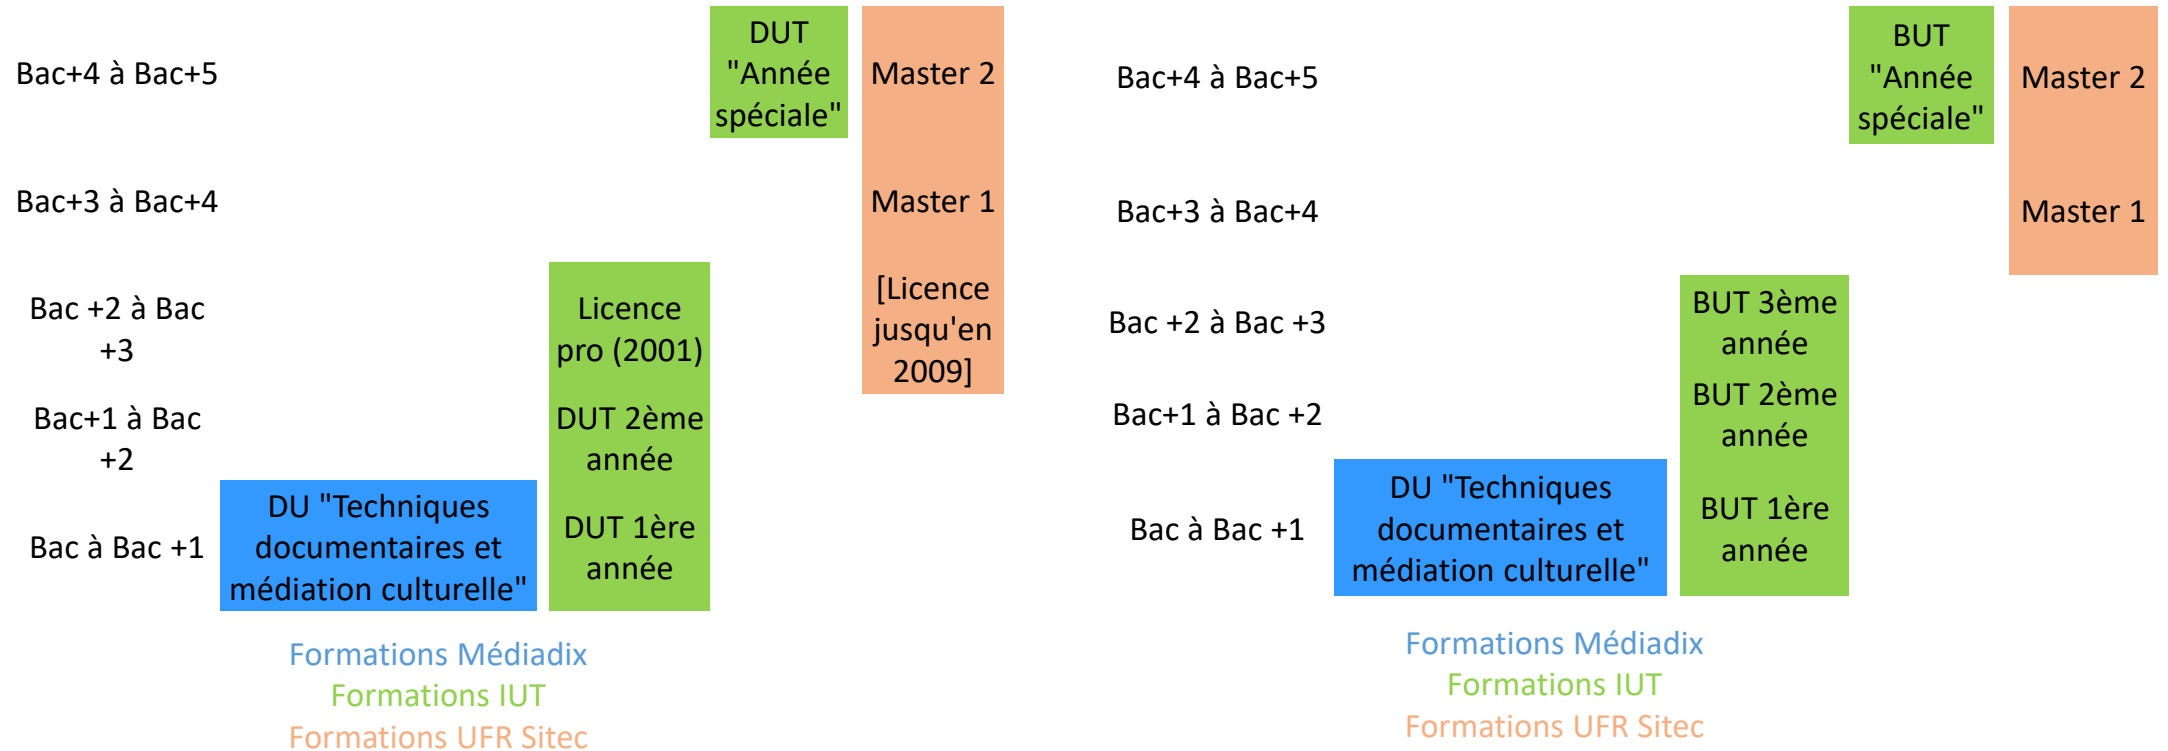 DUT
"Année
spéciale"
Master 2
Bac+4 à Bac+5
Bac+3 à Bac+4
Master 1
Bac +2 à Bac
+3
Licence
pro (2001)
[Licence
jusqu'en
2009]
Bac+1 à Bac
+2
DUT 2ème
année
Bac à Bac +1
DU "Techniques
documentaires et
médiation culturelle"
DUT 1ère
année
Formations Médiadix
Formations IUT
Formations UFR Sitec
BUT
"Année
spéciale"
Master 2
Bac+4 à Bac+5
Bac+3 à Bac+4
Master 1
Bac +2 à Bac +3
BUT 3ème
année
Bac+1 à Bac +2
BUT 2ème
année
Bac à Bac +1
DU "Techniques
documentaires et
médiation culturelle"
BUT 1ère
année
Formations Médiadix
Formations IUT
Formations UFR Sitec